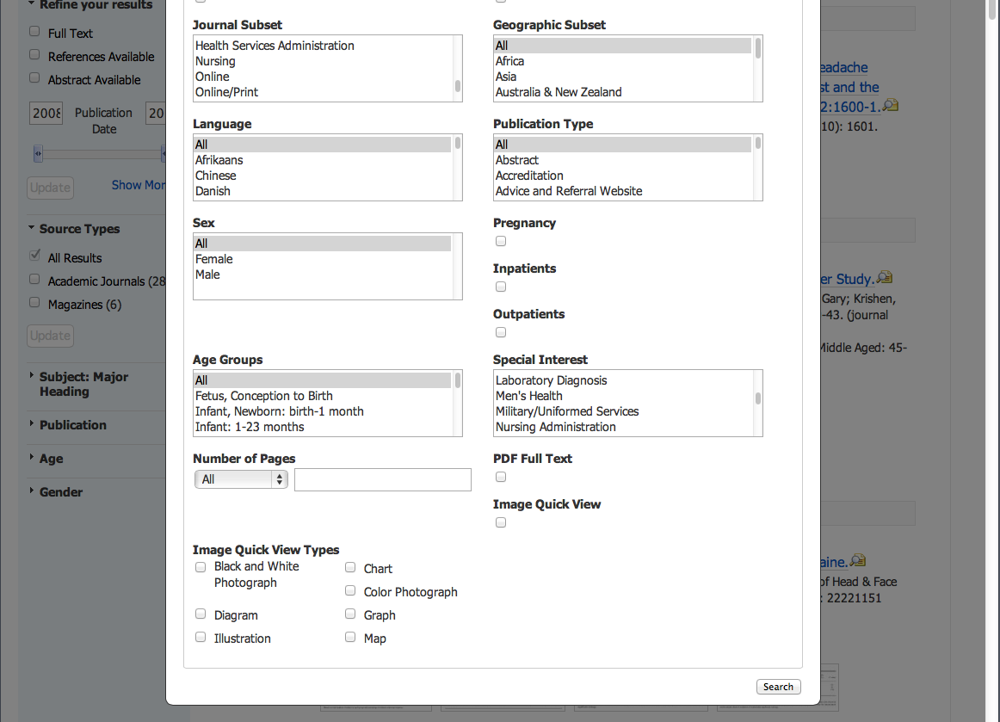 Refine your results
Full Text
References Available
Abstract Available
2008
Publication
Date
20
Update
Show Mor
Source Types
All Results
Academic Journals (28
Magazines (6)
Update
Subject: Major
Heading
Publication
Age
Gender
Journal Subset
Health Services Administration
Nursing
Online
Online/Print
Geographic Subset
All
Africa
Asia
Australia & New Zealand
Language
All
Afrikaans
Chinese
Danish
Publication Type
All
Abstract
Accreditation
Advice and Referral Website
Sex
All
Female
Male
Pregnancy
Inpatients
Outpatients
Age Groups
All
Fetus, Conception to Birth
Infant, Newborn: birth-1 month
Infant: 1-23 months
Special Interest
Laboratory Diagnosis
Men's Health
Military/Uniformed Services
Nursing Administration
Number of Pages
All
PDF Full Text
Image Quick View
Image Quick View Types
Black and White
Photograph
Chart
Color Photograph
Diagram
Graph
Illustration
Map
Search
eadache
st and the
2:1600-1.
10): 1601.
er Study.
Gary; Krishen,
-43. (journal
Middle Aged: 45-
aine.
of Head & Face
: 22221151